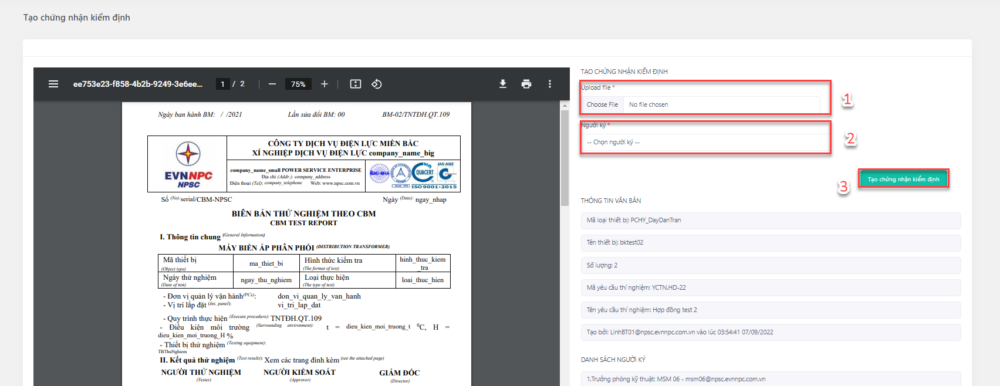 Tạo chứng nhận kiểm định
ee753e23-f858-4b2b-9249-3e6ee...
1 / 2
75%
Ngày ban hành BM: / /2021 Lần sửa đổi BM: 00 BM-02/TNTĐH.QT.109
EVNNPC
NPSC
CÔNG TY DỊCH VỤ ĐIỆN LỰC MIỀN BẮC
XÍ NGHIỆP DỊCH VỤ ĐIỆN LỰC company_name_big
company_name_small POWER SERVICE ENTERPRISE
Địa chỉ (Addr.): company_address
Điện thoại (Tel): company_telephone Web: www.npsc.com.vn
ilac-MRA
QUACERT
JAS-ANZ
ISO 9001:2015
Số (No):serial/CBM-NPSC Ngày (Date): ngay_nhap
BIÊN BẢN THỬ NGHIỆM THEO CBM
CBM TEST REPORT
I. Thông tin chung (General Information)
MÁY BIẾN ÁP PHÂN PHỐI (DISTRIBUTION TRANSFORMER)
Mã thiết bị
(Object type)
ma_thiet_bi
Hình thức kiểm tra
(The format of test)
hinh_thuc_kiem
_tra
Ngày thử nghiệm
(Date of test)
ngay_thu_nghiem
Loại thực hiện
(The type of test)
loai_thuc_hien
- Đơn vị quản lý vận hành(PCs): don_vi_quan_ly_van_hanh
- Vị trí lắp đặt (Ins. panel): vi_tri_lap_dat
- Quy trình thực hiện (Execute procedure): TNTĐH.QT.109
- Điều kiện môi trường (Surrounding environment): t = dieu_kien_moi_truong_t ⁰C, H =
dieu_kien_moi_truong_H %
- Thiết bị thử nghiệm (Testing equipment):
TBThuNghiem
II. Kết quả thử nghiệm (Test results): Xem các trang đính kèm (see the attached page)
NGƯỜI THỬ NGHIỆM NGƯỜI KIỂM SOÁT GIÁM ĐỐC
(Tester) (Approver) (Director)
TẠO CHỨNG NHẬN KIỂM ĐỊNH
Upload file *
Choose File No file chosen
1
Người ký *
-- Chọn người ký --
2
Tạo chứng nhận kiểm định
3
THÔNG TIN VĂN BẢN
Mã loại thiết bị: PCHY_DayDanTran
Tên thiết bị: bktest02
Số lượng: 2
Mã yêu cầu thí nghiệm: YCTN.HD-22
Tên yêu cầu thí nghiệm: Hợp đồng test 2
Tạo bởi: LinhBT01@npsc.evnnpc.com.vn vào lúc 03:54:41 07/09/2022
DANH SÁCH NGƯỜI KÝ
1.Trưởng phòng kỹ thuật: MSM 06 - msm06@npsc.evnnpc.com.vn